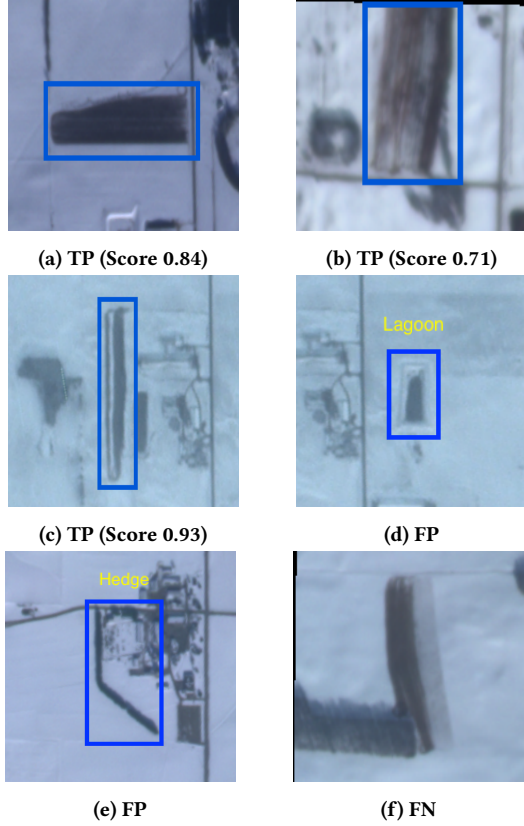 (a) TP (Score 0.84)
(b) TP (Score 0.71)
Lagoon
(c) TP (Score 0.93)
(d) FP
Hedge
(e) FP
(f) FN